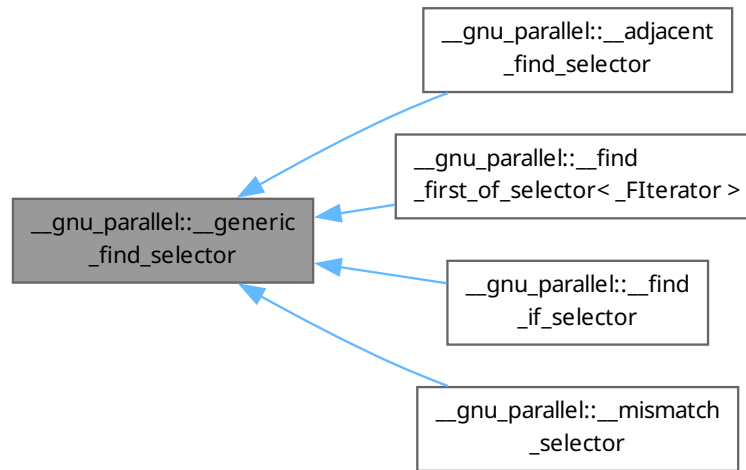 __gnu_parallel::__adjacent
_find_selector
__gnu_parallel::__find
_first_of_selector< _FIterator >
__gnu_parallel::__generic
_find_selector
__gnu_parallel::__find
_if_selector
__gnu_parallel::__mismatch
_selector